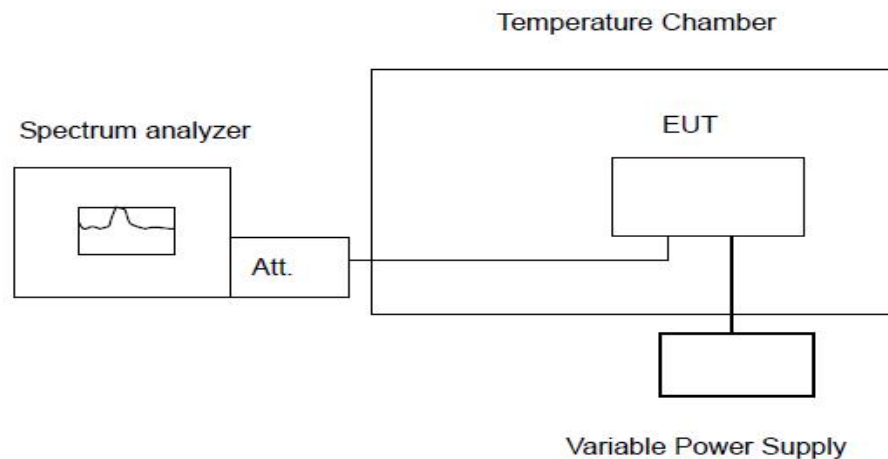 Temperature Chamber
Spectrum analyzer
EUT
Att.
Variable Power Supply